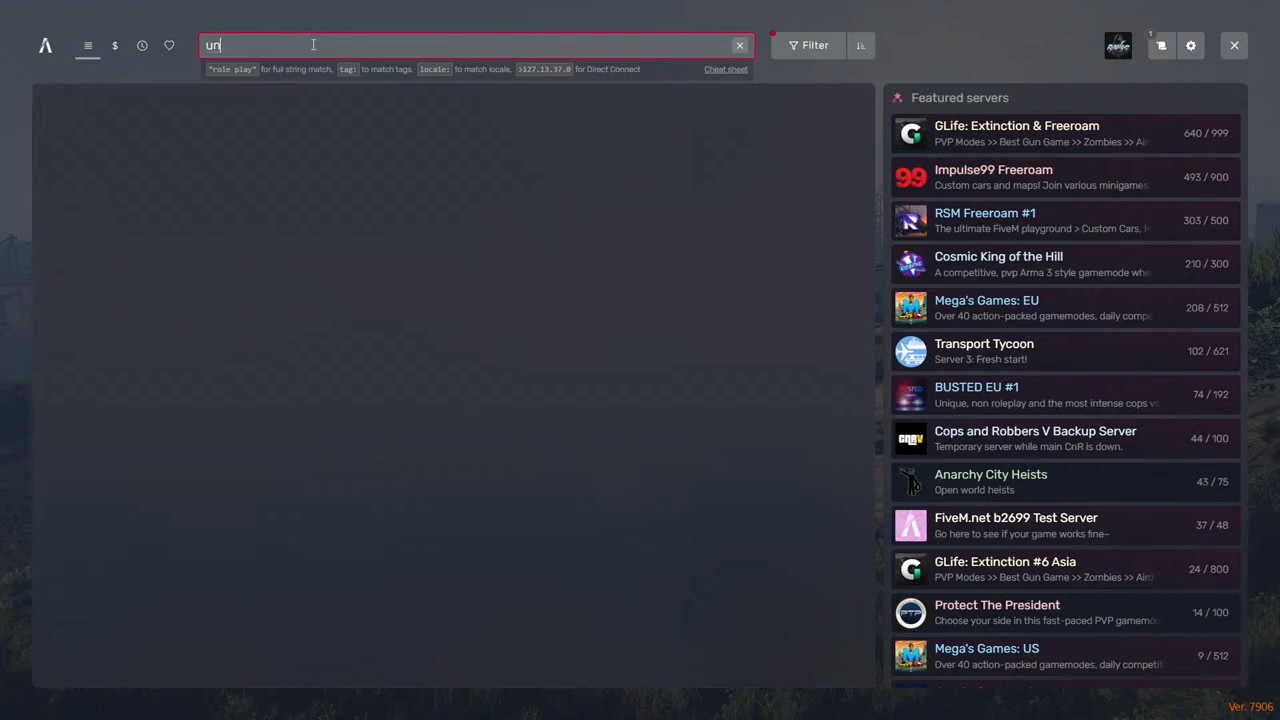 $
un
Filter
1
"role play" for full string match, tag: to match tags, locale: to match locale, >127.13.37.0 for Direct Connect
Cheat sheet
Featured servers
GLife: Extinction & Freeroam
PVP Modes >> Best Gun Game >> Zombies >> Air
640 / 999
99
Impulse99 Freeroam
Custom cars and maps! Join various minigames
493 / 900
RSM Freeroam #1
The ultimate FiveM playground > Custom Cars, M
303 / 500
Cosmic King of the Hill
A competitive, pvp Arma 3 style gamemode whe
210 / 300
Mega's Games: EU
Over 40 action-packed gamemodes, daily compe
208 / 512
Transport Tycoon
Server 3: Fresh start!
102 / 621
BUSTED
BUSTED EU #1
Unique, non roleplay and the most intense cops v
74 / 192
CNRV
Cops and Robbers V Backup Server
Temporary server while main CnR is down.
44 / 100
Anarchy City Heists
Open world heists
43 / 75
FiveM.net b2699 Test Server
Go here to see if your game works fine~
37 / 48
GLife: Extinction #6 Asia
PVP Modes >> Best Gun Game >> Zombies >> Aird
24 / 800
PTP
Protect The President
Choose your side in this fast-paced PVP gamemo
14 / 100
Mega's Games: US
Over 40 action-packed gamemodes, daily competit
9 / 512
Ver. 7906